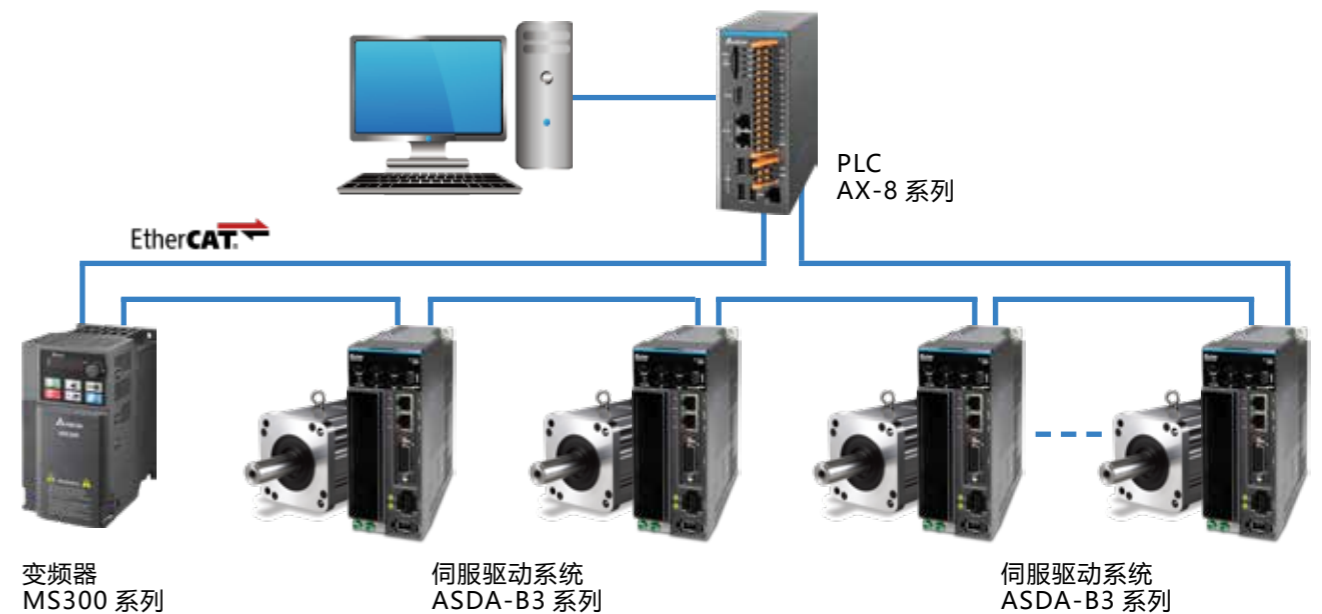 PLC
AX-8 系列
EtherCAT.
变频器
MS300 系列
伺服驱动系统
ASDA-B3 系列
伺服驱动系统
ASDA-B3 系列